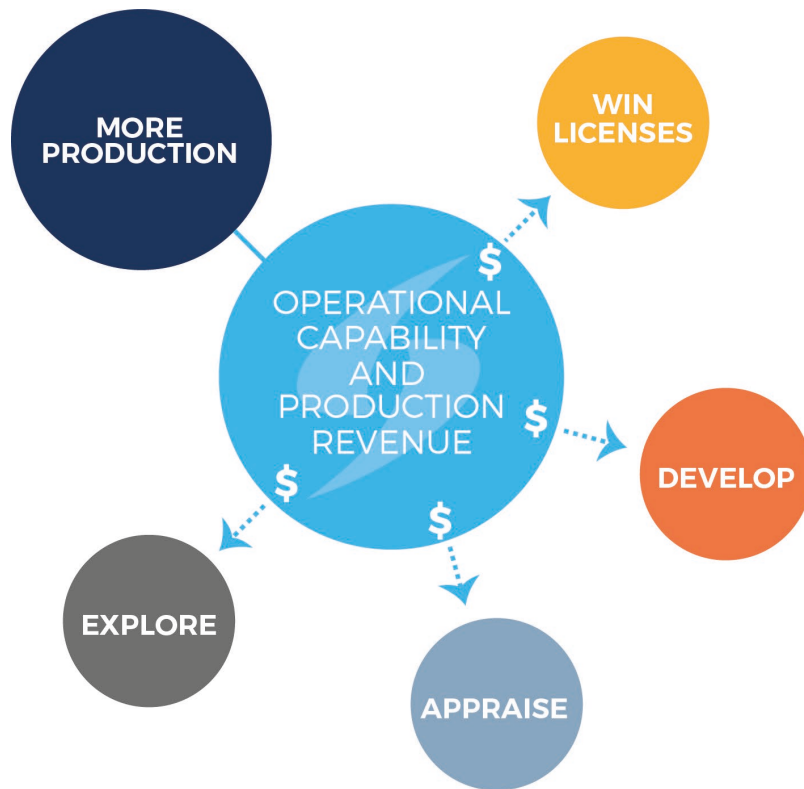 MORE
PRODUCTION
WIN
LICENSES
$
OPERATIONAL
CAPABILITY
AND
PRODUCTION
REVENUE
$
$
$
DEVELOP
EXPLORE
APPRAISE